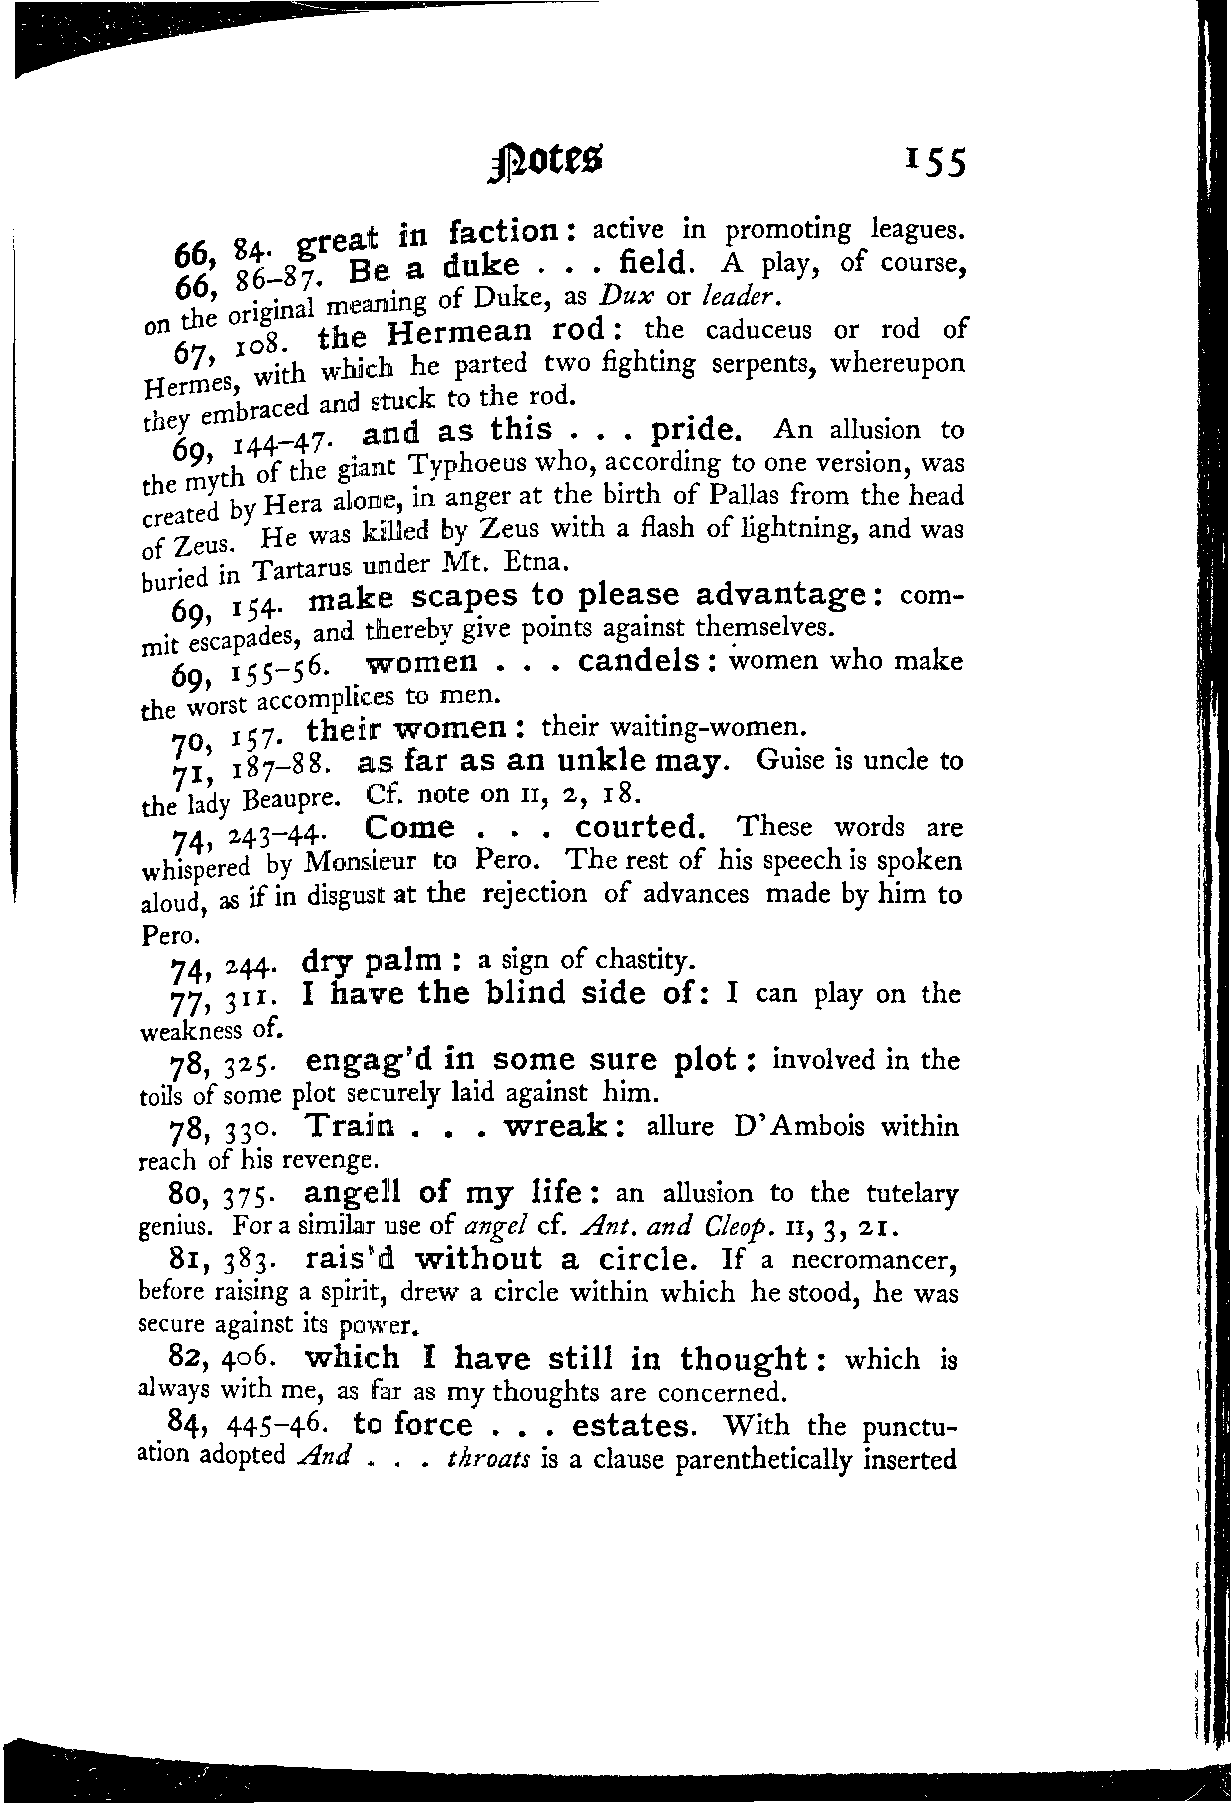 Notes 155
66, 84. great in faction: active in promoting leagues.
66, 86-87. Be a duke . . . field. A play, of course,
on the original meaning of Duke, as Dux or leader.
67, 108. the Hermean rod: the caduceus or rod of
Hermes, with which he parted two fighting serpents, whereupon
they embraced and stuck to the rod.
69, 144-47. and as this . . . pride. An allusion to
the myth of the giant Typhoeus who, according to one version, was
created by Hera alone, in anger at the birth of Pallas from the head
of Zeus. He was killed by Zeus with a flash of lightning, and was
buried in Tartarus under Mt. Etna.
69, 154. make scapes to please advantage: com-
mit escapades, and thereby give points against themselves.
69, 155-56. women . . . candels: women who make
the worst accomplices to men.
70, 157. their women: their waiting-women.
71, 187-88. as far as an unkle may. Guise is uncle to
the lady Beaupre. Cf. note on II, 2, 18.
74, 243-44. Come . . . courted. These words are
whispered by Monsieur to Pero. The rest of his speech is spoken
aloud, as if in disgust at the rejection of advances made by him to
Pero.
74, 244. dry palm: a sign of chastity.
77, 311. I have the blind side of: I can play on the
weakness of.
78, 325. engag'd in some sure plot: involved in the
toils of some plot securely laid against him.
78, 330. Train . . . wreak: allure D'Ambois within
reach of his revenge.
80, 375. angell of my life: an allusion to the tutelary
genius. For a similar use of angel cf. Ant. and Cleop. II, 3, 21.
81, 383. rais'd without a circle. If a necromancer,
before raising a spirit, drew a circle within which he stood, he was
secure against its power.
82, 406. which I have still in thought: which is
always with me, as far as my thoughts are concerned.
84, 445-46. to force . . . estates. With the punctu-
ation adopted And . . . throats is a clause parenthetically inserted